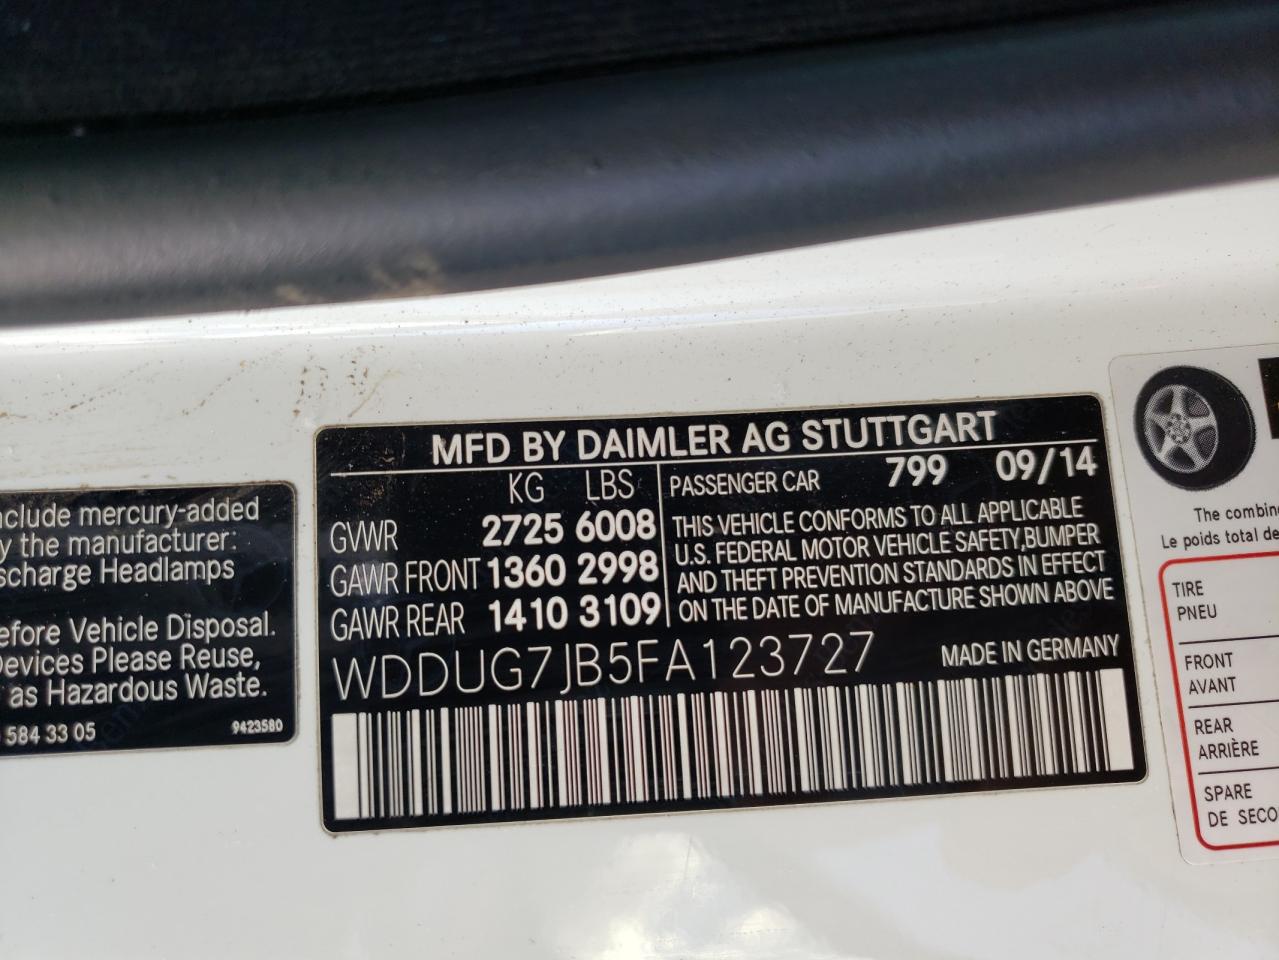 nclude mercury-added
y the manufacturer:
scharge Headlamps
efore Vehicle Disposal.
Devices Please Reuse,
as Hazardous Waste.
584 33 05
9423580
MFD BY DAIMLER AG STUTTGART
KG LBS
GVWR 2725 6008
GAWR FRONT 1360 2998
GAWR REAR 1410 3109
PASSENGER CAR 799 09/14
THIS VEHICLE CONFORMS TO ALL APPLICABLE
U.S. FEDERAL MOTOR VEHICLE SAFETY,BUMPER
AND THEFT PREVENTION STANDARDS IN EFFECT
ON THE DATE OF MANUFACTURE SHOWN ABOVE
WDDUG7JB5FA123727
MADE IN GERMANY
The combine
Le poids total de
TIRE
PNEU
FRONT
AVANT
REAR
ARRIÈRE
SPARE
DE SECO